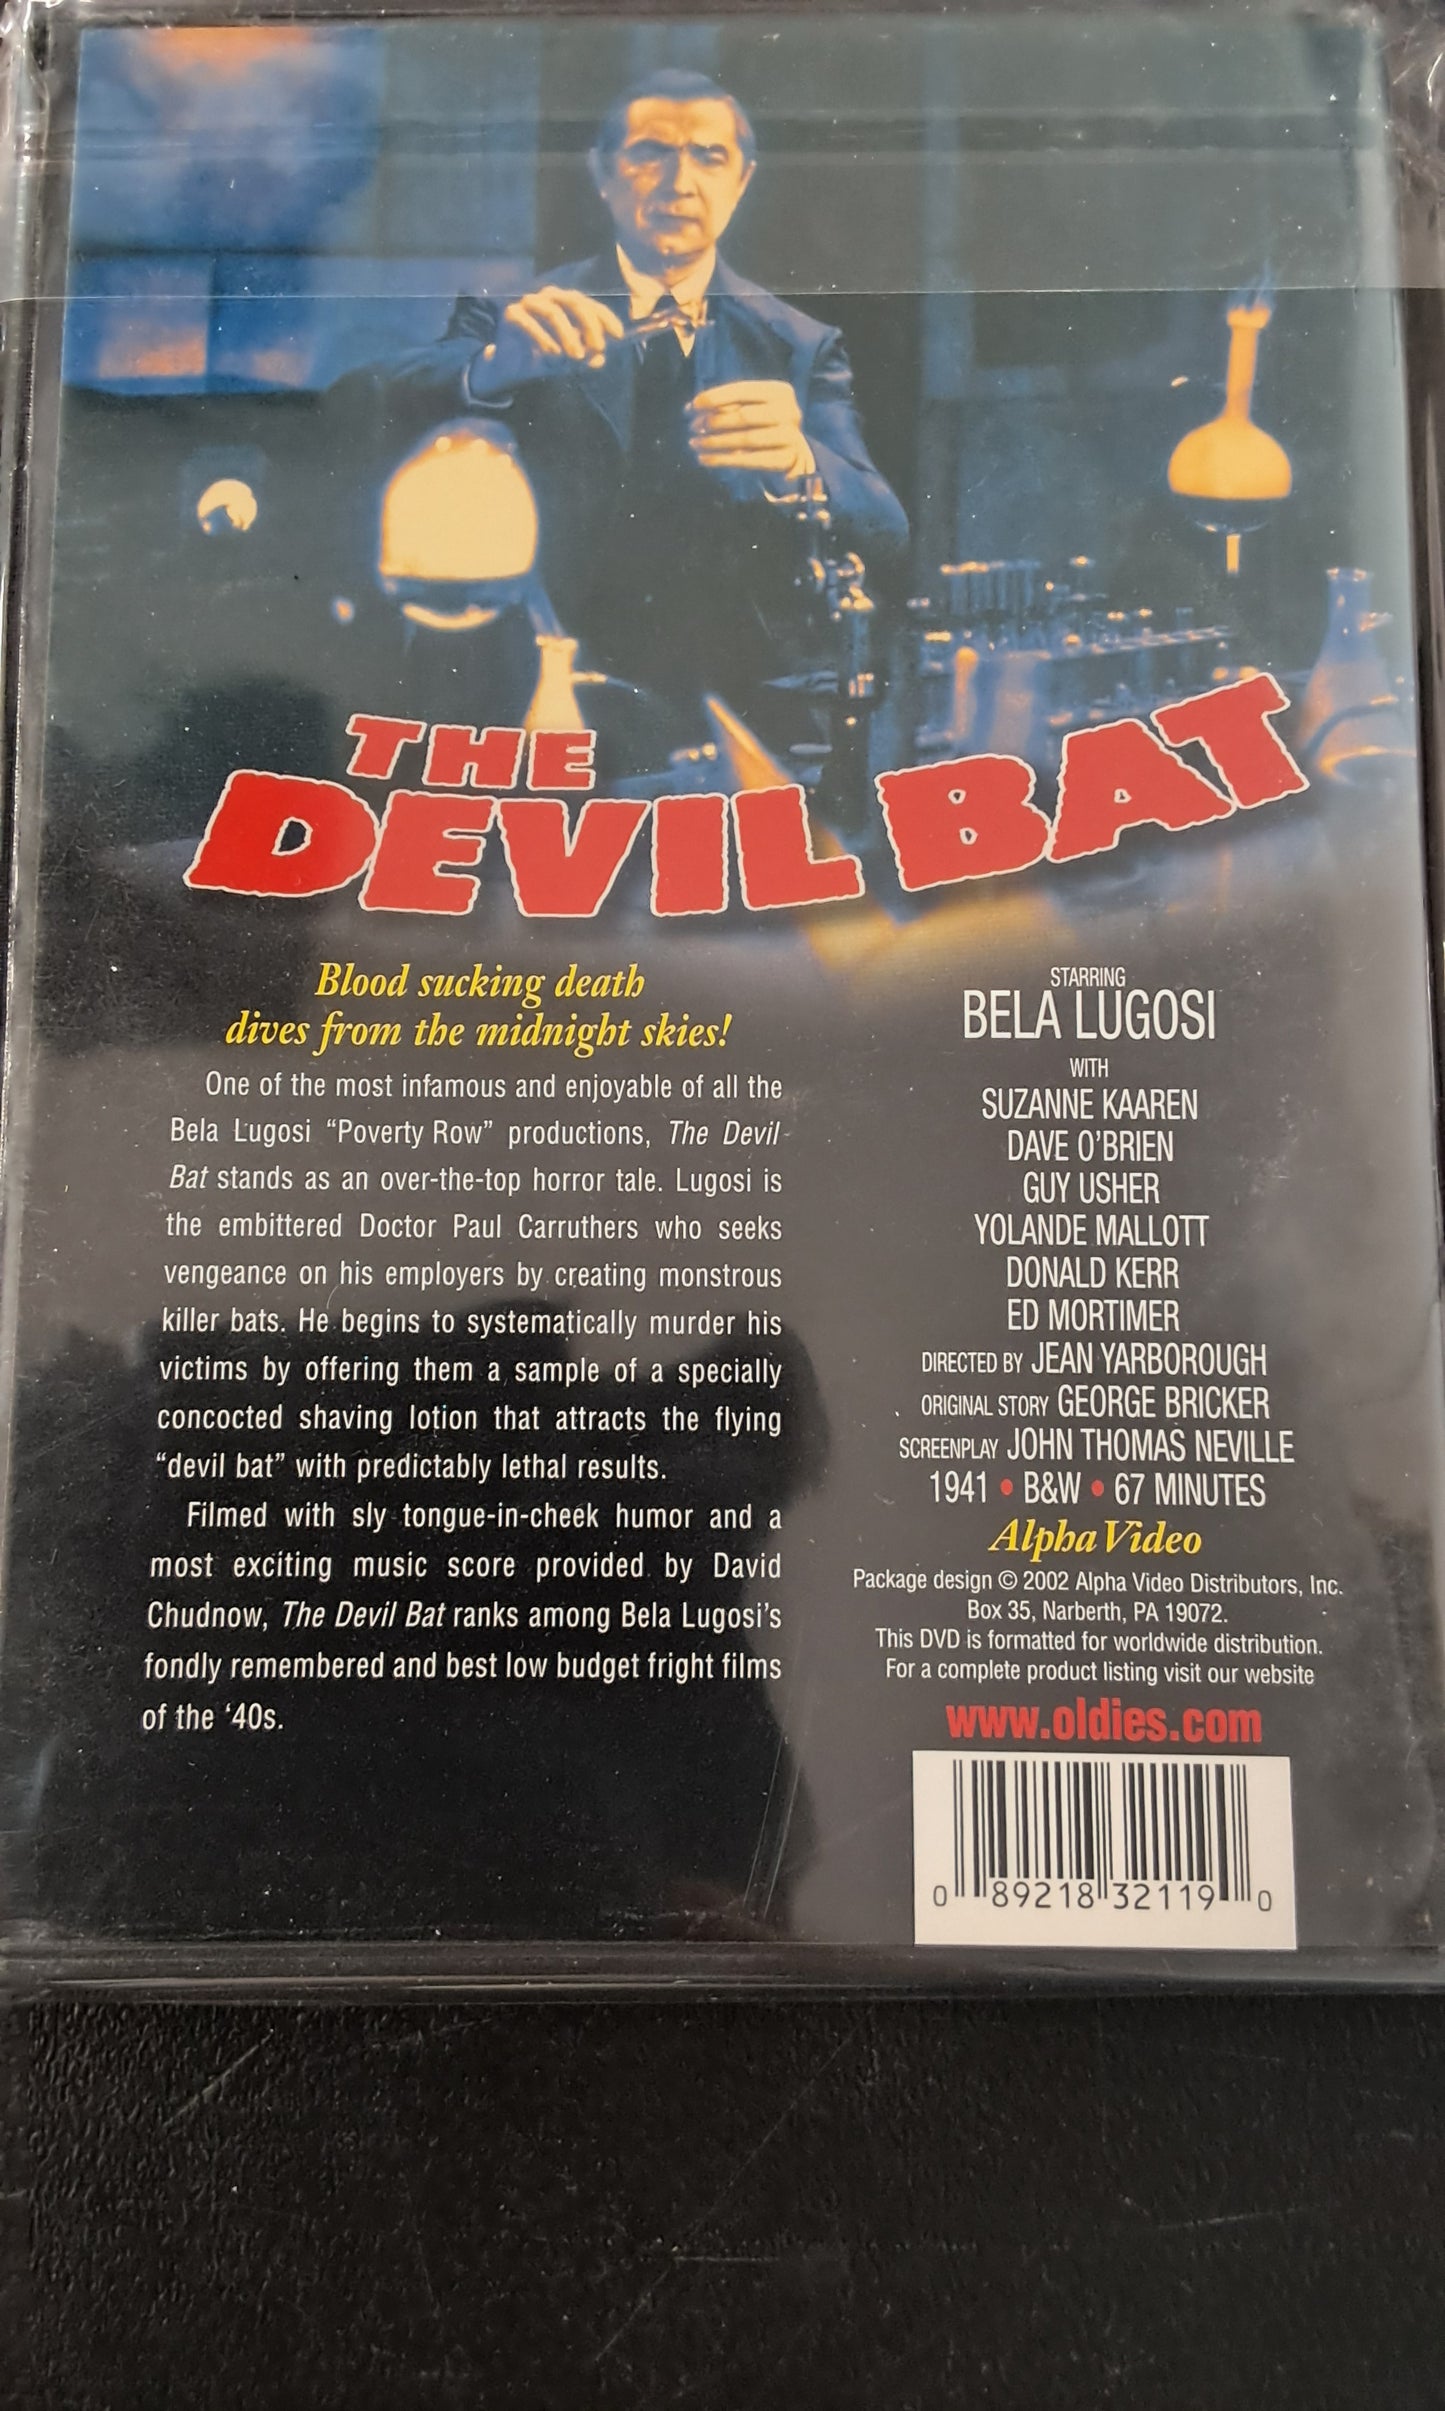 THE
DEVIL BAT
Blood sucking death
dives from the midnight skies!
One of the most infamous and enjoyable of all the
Bela Lugosi “Poverty Row” productions, The Devil
Bat stands as an over-the-top horror tale. Lugosi is
the embittered Doctor Paul Carruthers who seeks
vengeance on his employers by creating monstrous
killer bats. He begins to systematically murder his
victims by offering them a sample of a specially
concocted shaving lotion that attracts the flying
“devil bat” with predictably lethal results.
Filmed with sly tongue-in-cheek humor and a
most exciting music score provided by David
Chudnow, The Devil Bat ranks among Bela Lugosi’s
fondly remembered and best low budget fright films
of the ‘40s.
STARRING
BELA LUGOSI
WITH
SUZANNE KAAREN
DAVE O’BRIEN
GUY USHER
YOLANDE MALLOTT
DONALD KERR
ED MORTIMER
DIRECTED BY JEAN YARBOROUGH
ORIGINAL STORY GEORGE BRICKER
SCREENPLAY JOHN THOMAS NEVILLE
1941 • B&W • 67 MINUTES
Alpha Video
Package design © 2002 Alpha Video Distributors, Inc.
Box 35, Narberth, PA 19072.
This DVD is formatted for worldwide distribution.
For a complete product listing visit our website
www.oldies.com
0 89218 32119 0